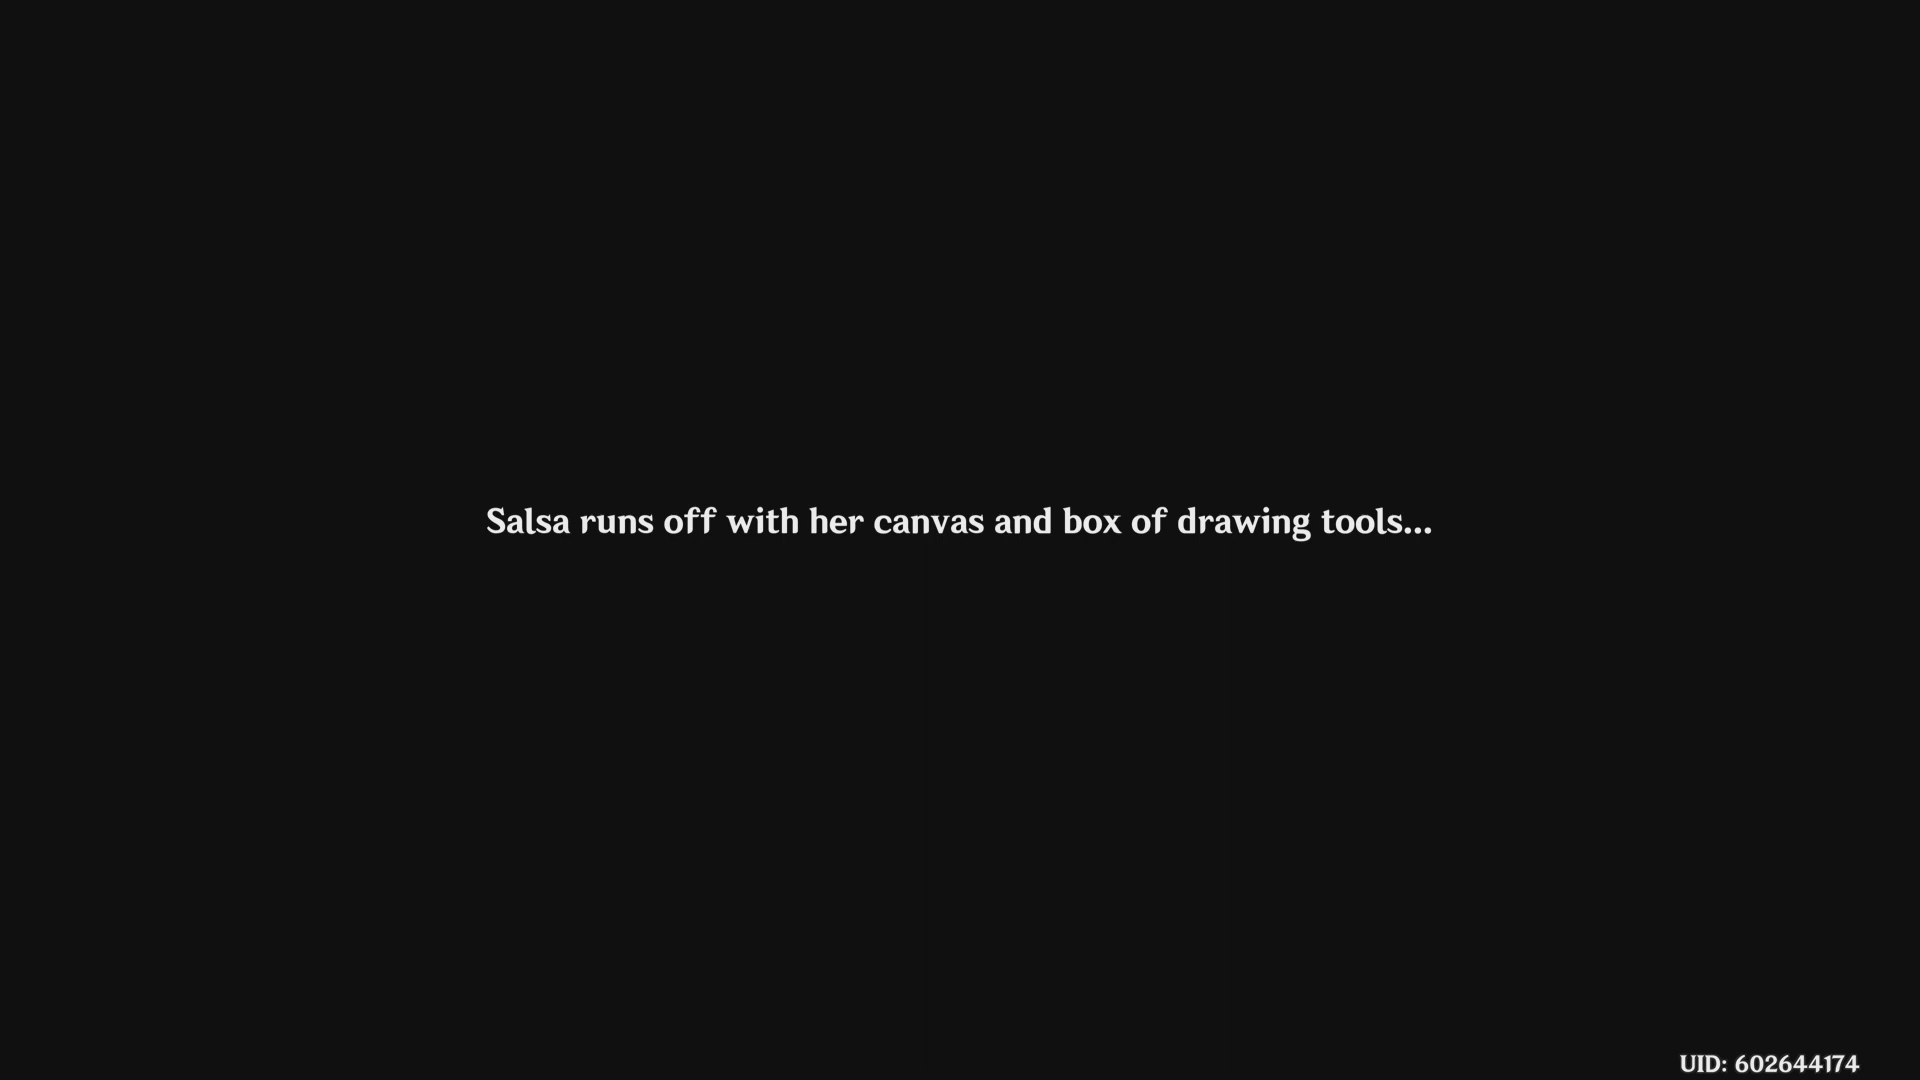 Salsa runs off with her canvas and box of drawing tools...
UID: 602644174